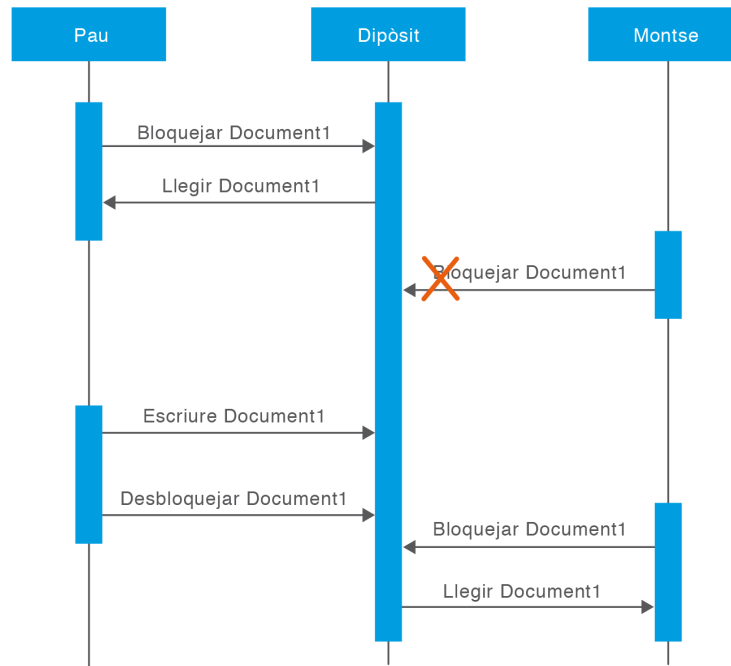 Pau
Dipòsit
Montse
Bloquejar Document1
Llegir Document1
Bloquejar Document1
Escriure Document1
Desbloquejar Document1
Bloquejar Document1
Llegir Document1